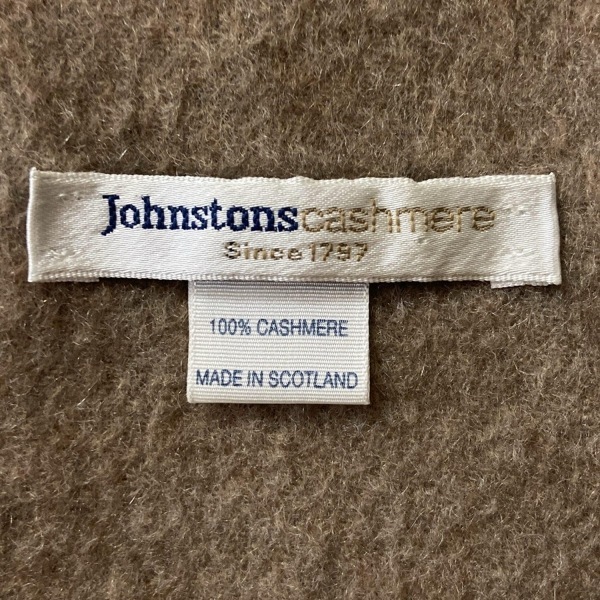 Johnstonscashmere
Since 1797
100% CASHMERE
MADE IN SCOTLAND